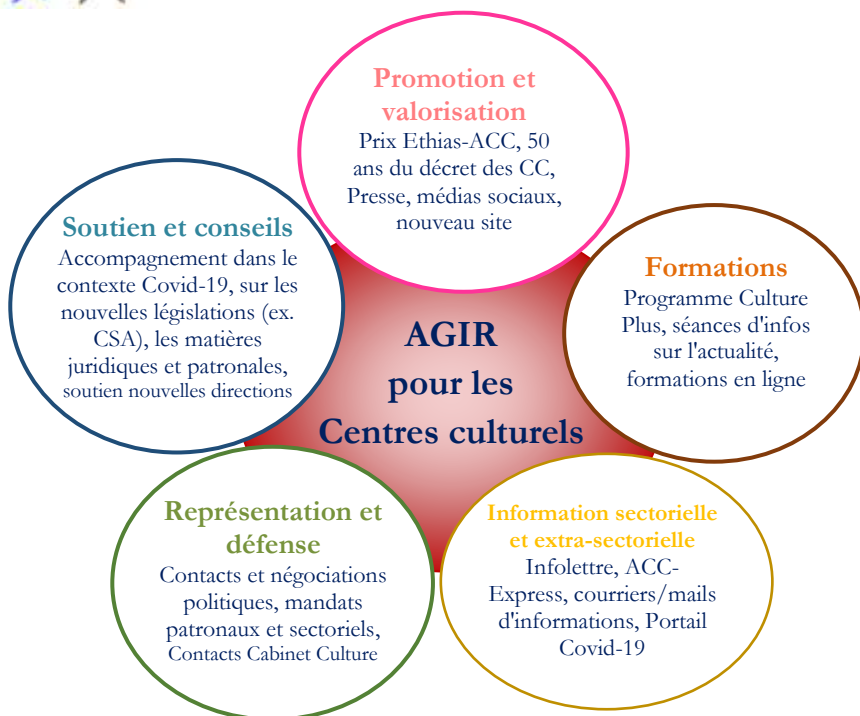 Promotion et
valorisation
Prix Ethias-ACC, 50
ans du décret des CC,
Presse, médias sociaux,
nouveau site
Soutien et conseils
Accompagnement dans le
contexte Covid-19, sur les
nouvelles législations (ex.
CSA), les matières
juridiques et patronales,
soutien nouvelles directions
Formations
Programme Culture
Plus, séances d'infos
sur l'actualité,
formations en ligne
AGIR
pour les
Centres culturels
Représentation et
défense
Contacts et négociations
politiques, mandats
patronaux et sectoriels,
Contacts Cabinet Culture
Information sectorielle
et extra-sectorielle
Infolettre, ACC-
Express, courriers/mails
d'informations, Portail
Covid-19